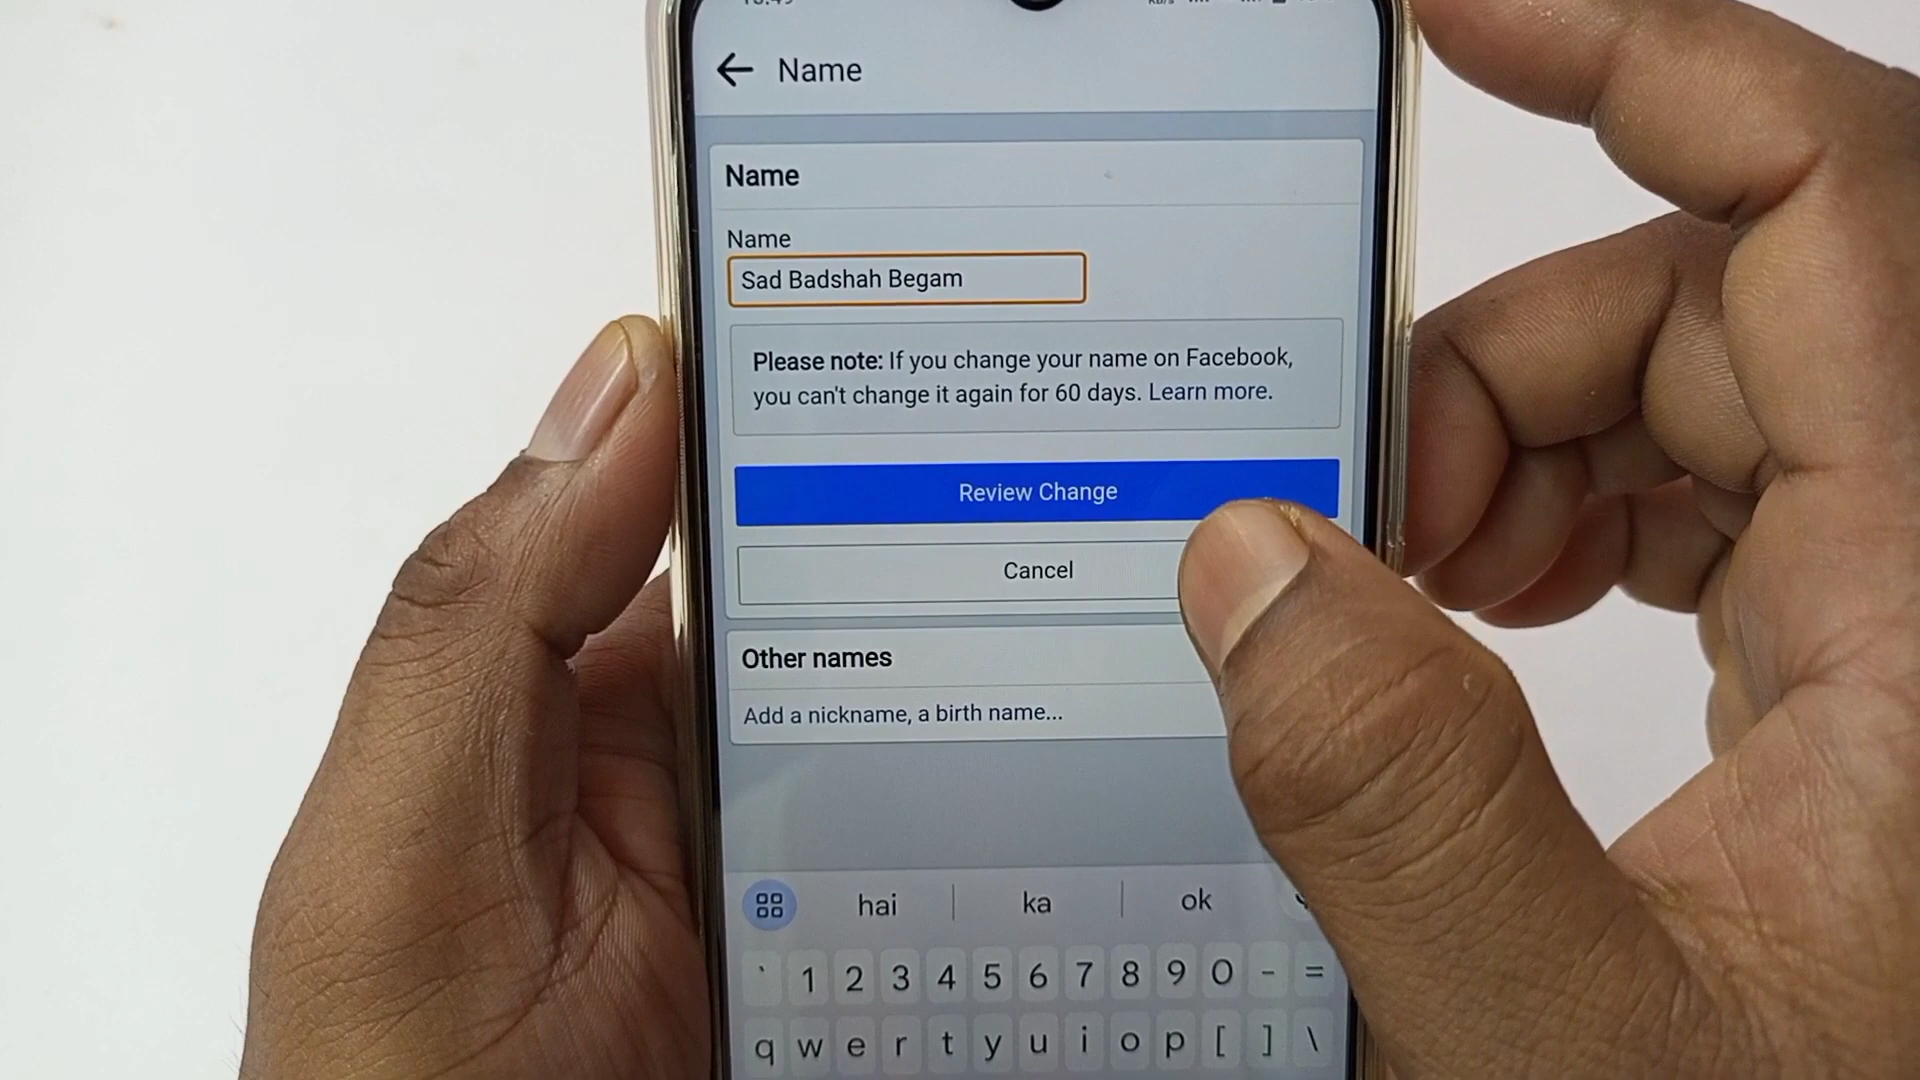 Name
Name
Name
Sad Badshah Begam
Please note: If you change your name on Facebook,
you can't change it again for 60 days. Learn more.
Review Change
Cancel
Other names
Add a nickname, a birth name...
hai ka ok
` 1 2 3 4 5 6 7 8 9 0 - =
q w e r t y u i o p [ ] \